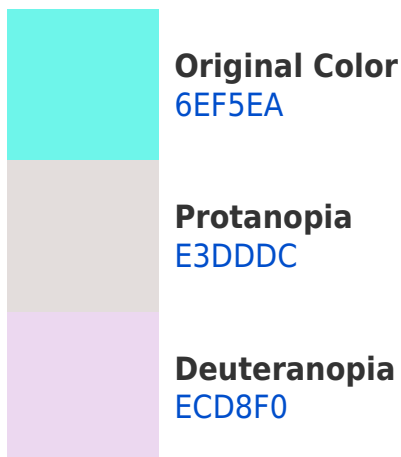 Original Color
6EF5EA
Protanopia
E3DDDC
Deuteranopia
ECD8F0